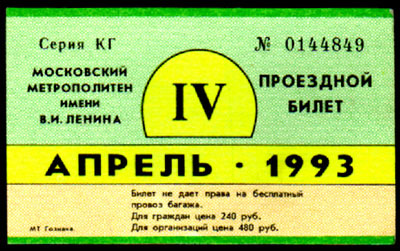 Серия КГ
№ 0144849
МОСКОВСКИЙ
МЕТРОПОЛИТЕН
ИМЕНИ
В.И. ЛЕНИНА
IV
ПРОЕЗДНОЙ
БИЛЕТ
АПРЕЛЬ · 1993
Билет не дает права на бесплатный
провоз багажа.
Для граждан цена 240 руб.
Для организаций цена 480 руб.
МТ Гознака.